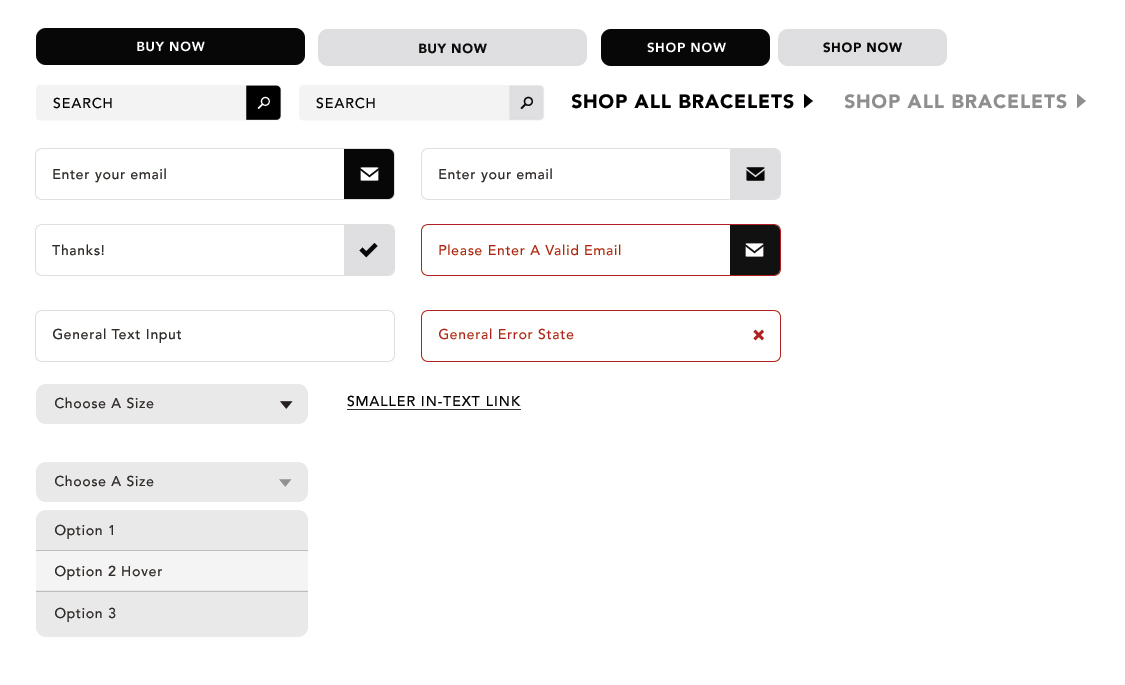 BUY NOW
BUY NOW
SHOP NOW
SHOP NOW
SEARCH
SEARCH
SHOP ALL BRACELETS
SHOP ALL BRACELETS
Enter your email
Enter your email
Thanks!
Please Enter A Valid Email
General Text Input
General Error State
Choose A Size
SMALLER IN-TEXT LINK
Choose A Size
Option 1
Option 2 Hover
Option 3